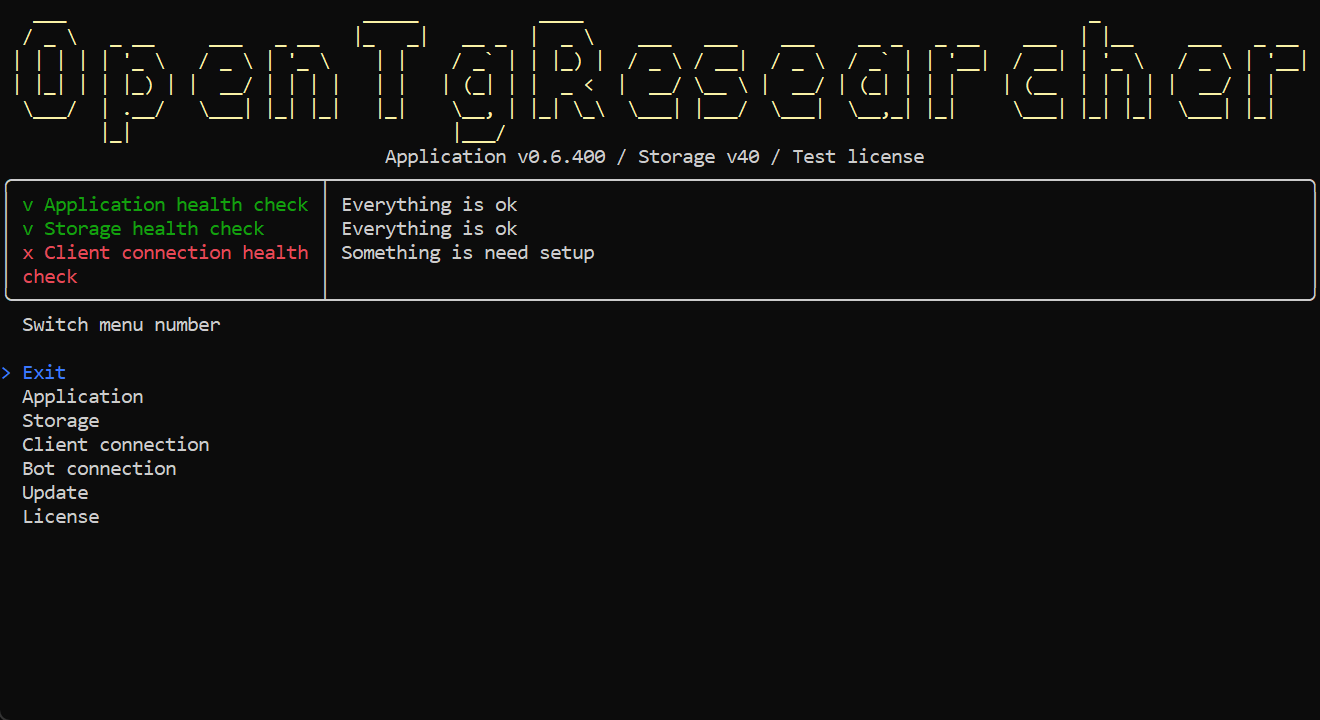 OpenTgResearcher
Application v0.6.400 / Storage v40 / Test license
v Application health check Everything is ok
v Storage health check Everything is ok
x Client connection health Something is need setup
check
Switch menu number
> Exit
Application
Storage
Client connection
Bot connection
Update
License